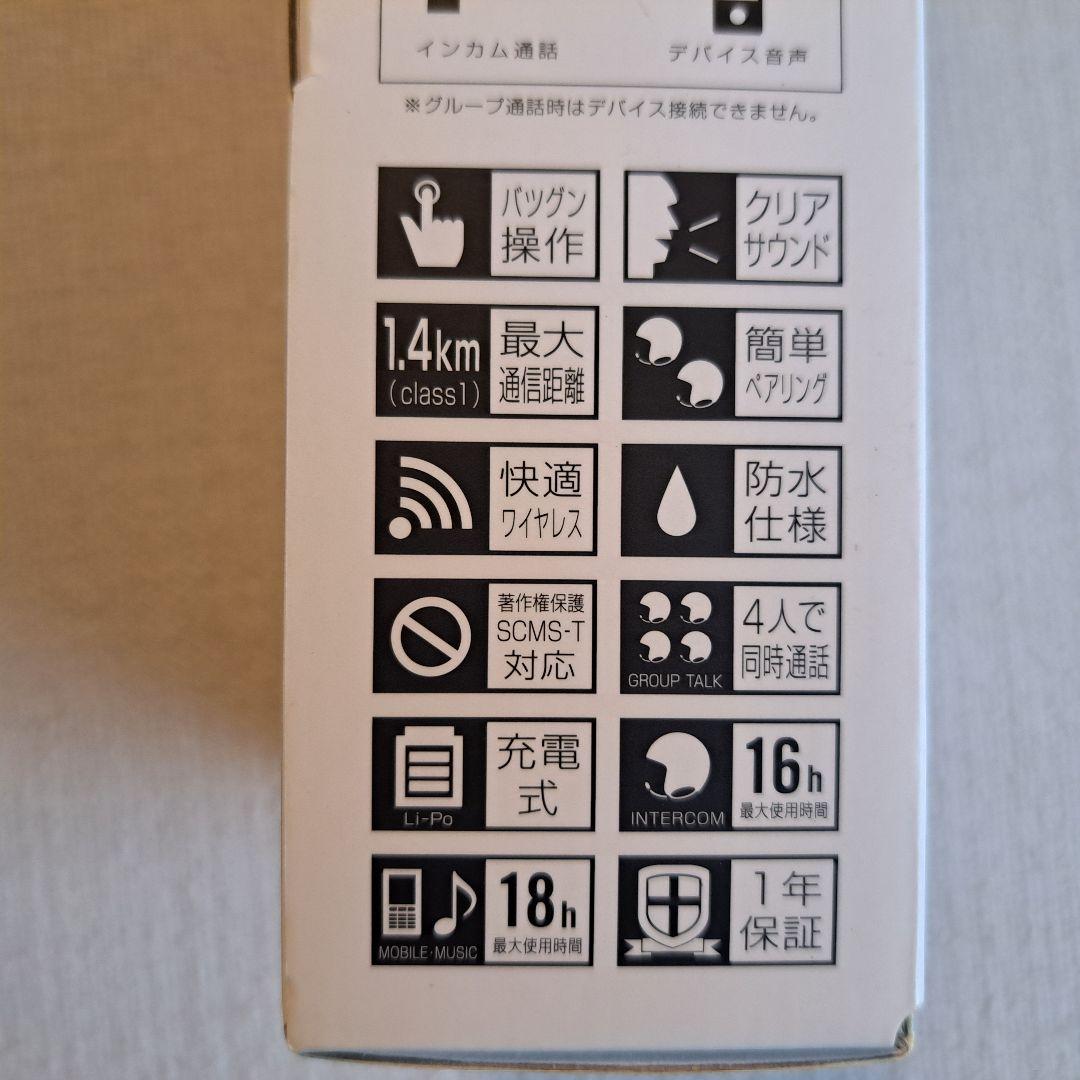 インカム通話
デバイス音声
※グループ通話時はデバイス接続できません。
バツグン
操作
クリア
サウンド
1.4km
(class1)
最大
通信距離
簡単
ペアリング
快適
ワイヤレス
防水
仕様
著作権保護
SCMS-T
対応
GROUP TALK
4人で
同時通話
Li-Po
充電
式
INTERCOM
16h
最大使用時間
MOBILE・MUSIC
18h
最大使用時間
1年
保証